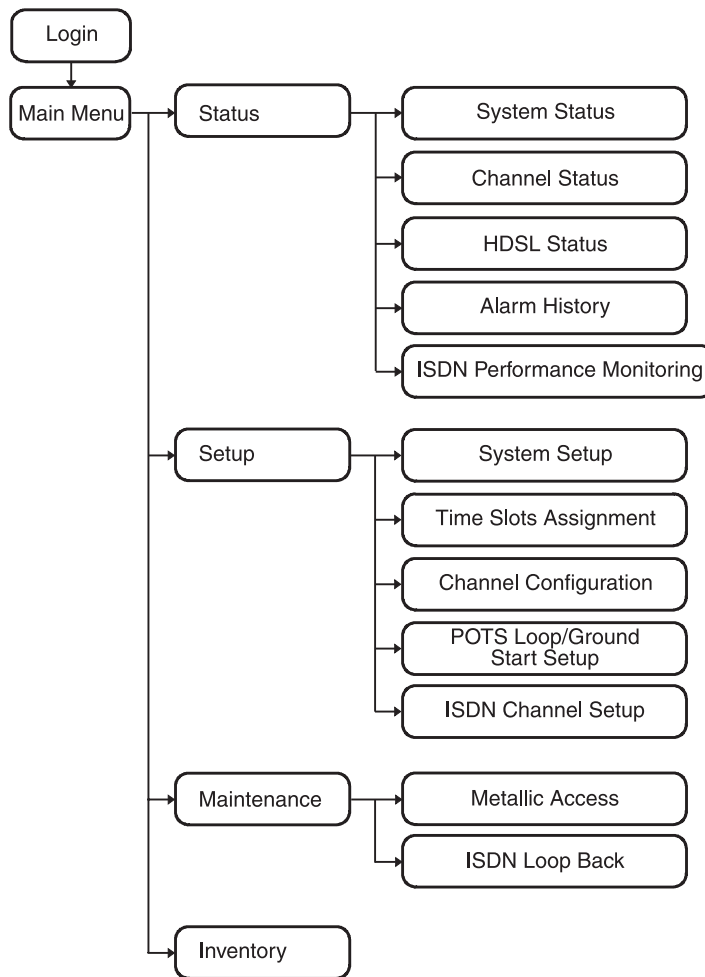 Login
Main Menu
Status
System Status
Channel Status
HDSL Status
Alarm History
ISDN Performance Monitoring
Setup
System Setup
Time Slots Assignment
Channel Configuration
POTS Loop/Ground
Start Setup
ISDN Channel Setup
Maintenance
Metallic Access
ISDN Loop Back
Inventory